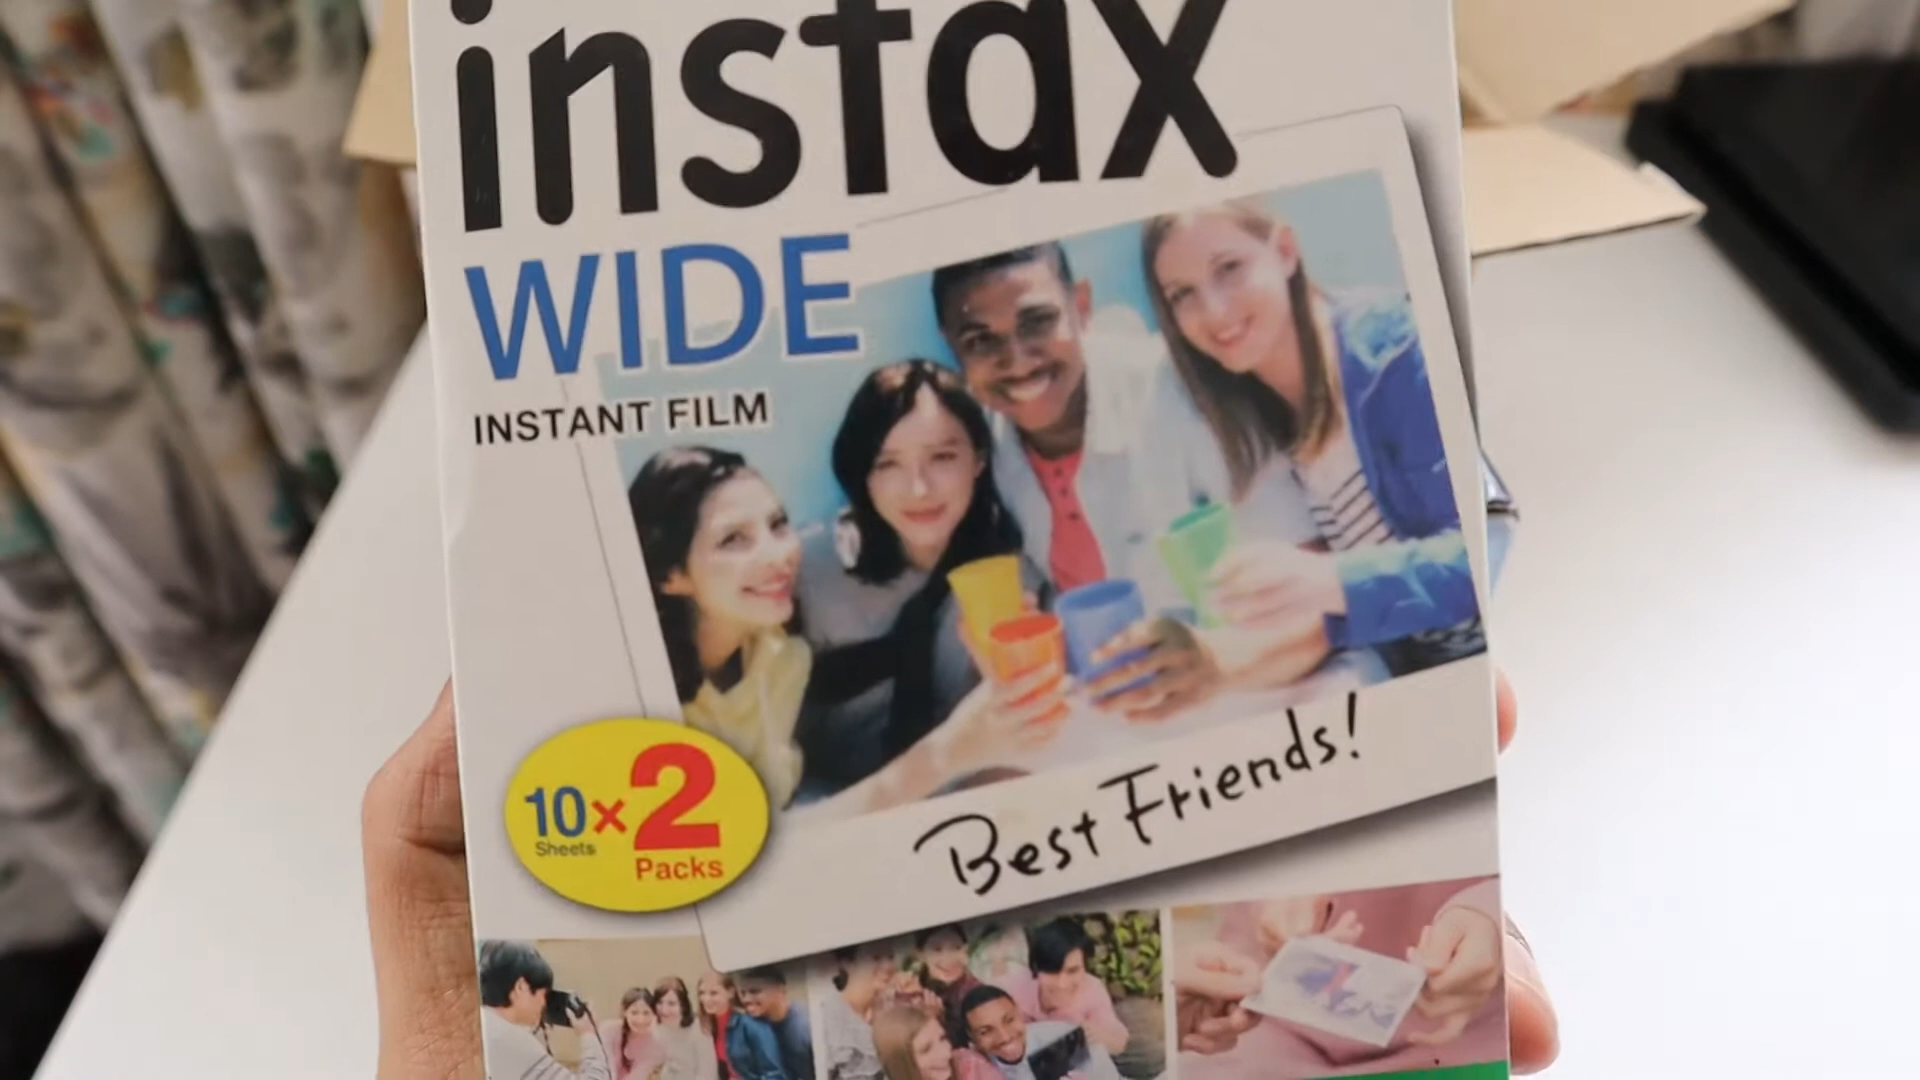 instax
WIDE
INSTANT FILM
10×2
Sheets Packs
Best Friends!